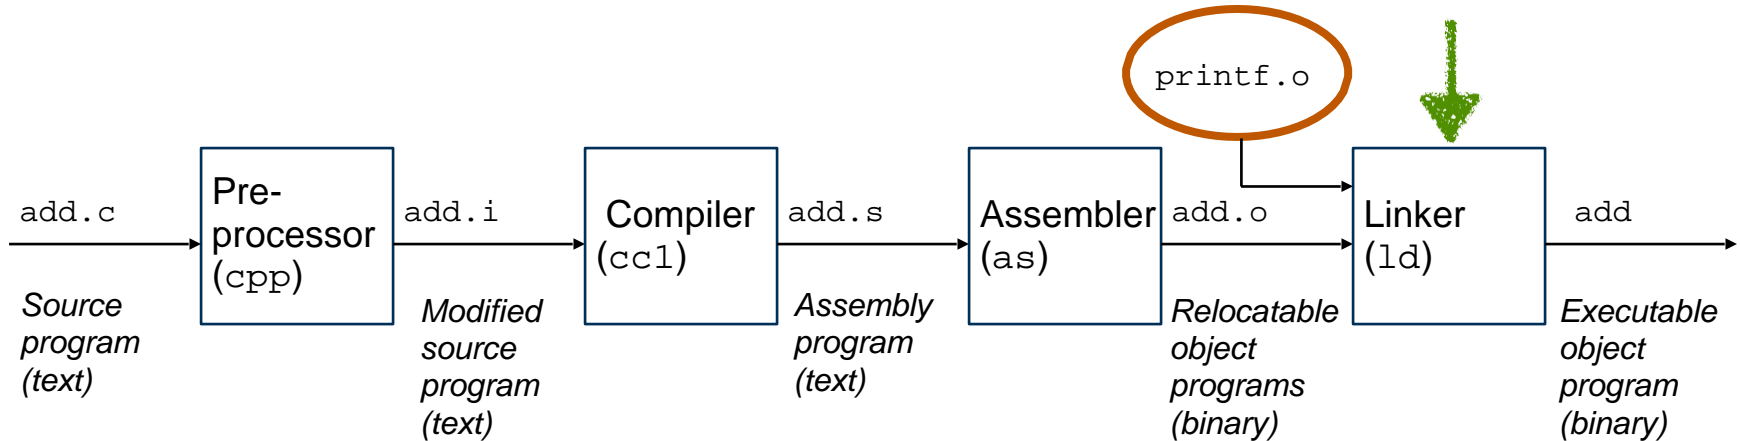 printf.o
add.c
Pre-
processor
(cpp)
add.i
Compiler
(cc1)
add.s
Assembler
(as)
add.o
Linker
(ld)
add
Source
program
(text)
Modified
source
program
(text)
Assembly
program
(text)
Relocatable
object
programs
(binary)
Executable
object
program
(binary)